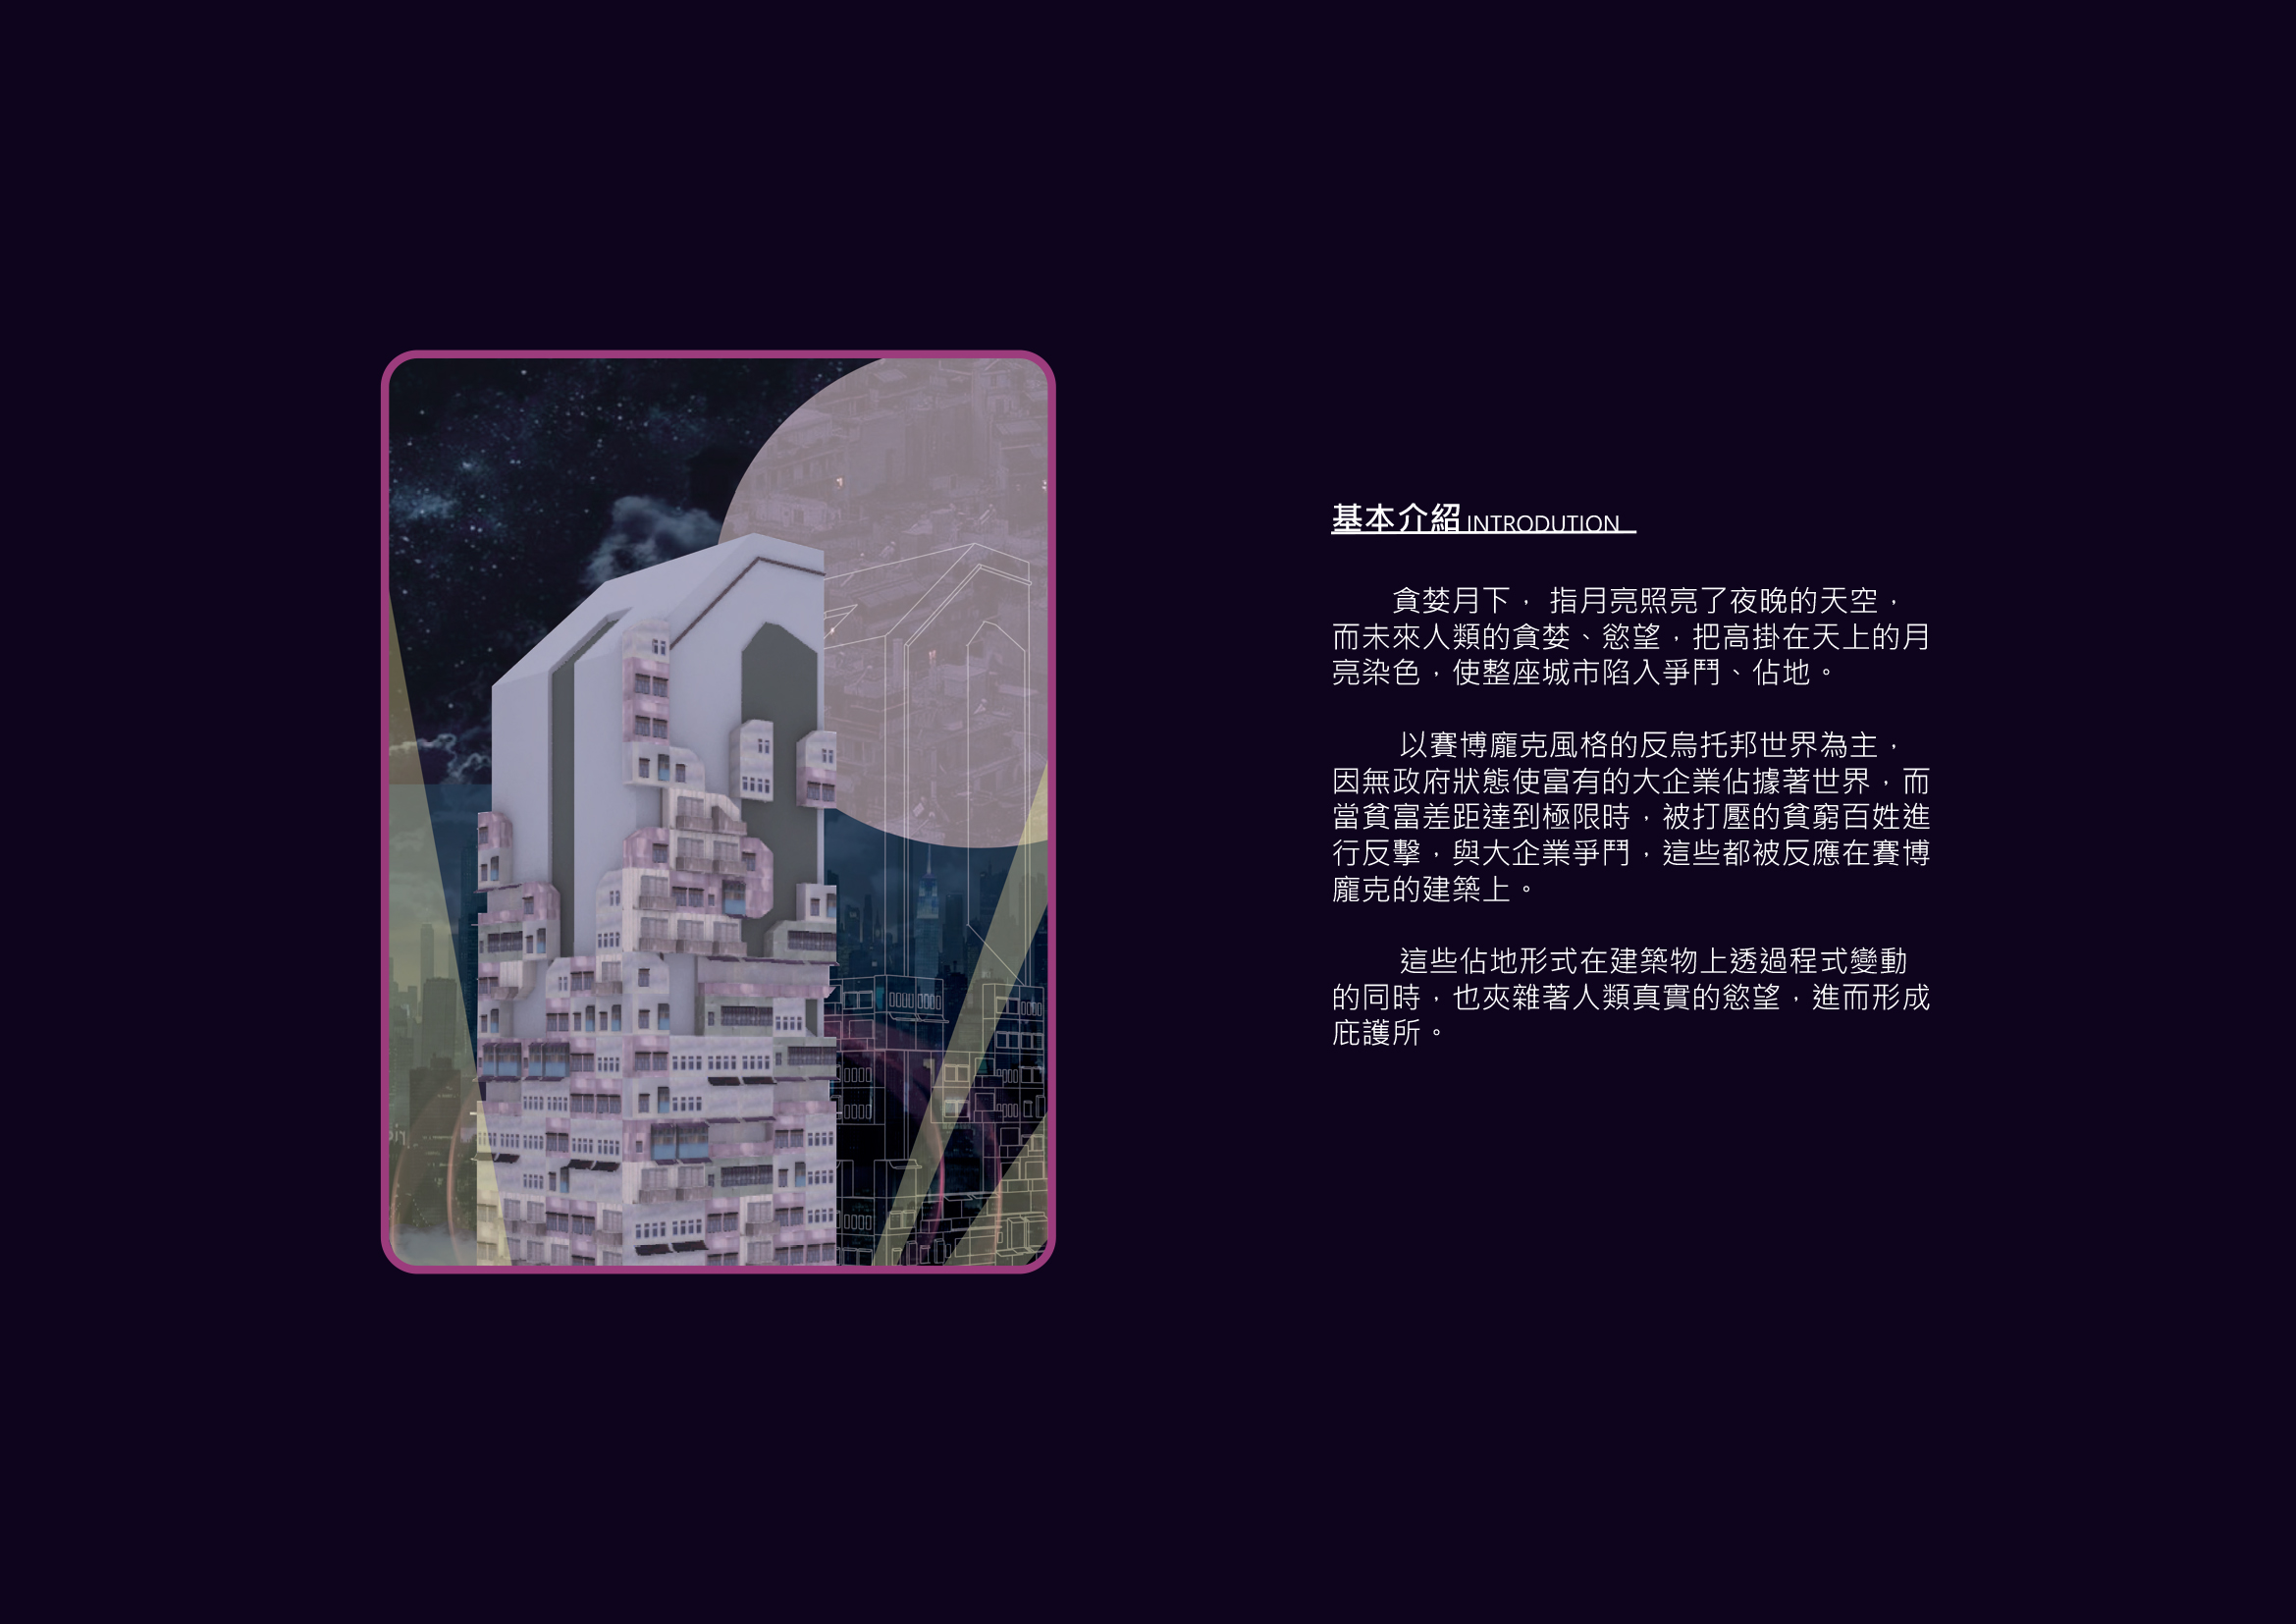 基本介紹 INTRODUTION
貪婪月下， 指月亮照亮了夜晚的天空，
而未來人類的貪婪、慾望，把高掛在天上的月
亮染色，使整座城市陷入爭鬥、佔地。
以賽博龐克風格的反烏托邦世界為主，
因無政府狀態使富有的大企業佔據著世界，而
當貧富差距達到極限時，被打壓的貧窮百姓進
行反擊，與大企業爭鬥，這些都被反應在賽博
龐克的建築上。
這些佔地形式在建築物上透過程式變動
的同時，也夾雜著人類真實的慾望，進而形成
庇護所。